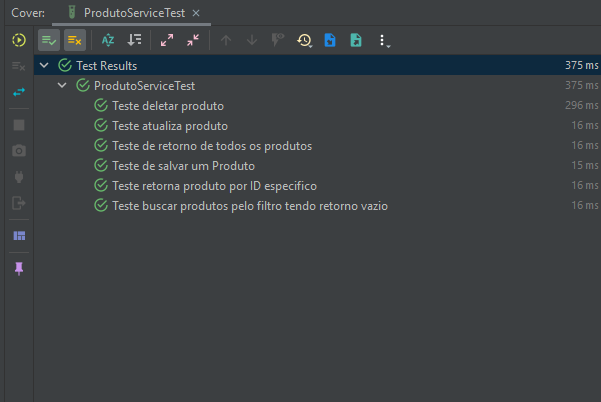 Cover: ProdutoServiceTest
Test Results 375 ms
ProdutoServiceTest 375 ms
Teste deletar produto 296 ms
Teste atualiza produto 16 ms
Teste de retorno de todos os produtos 16 ms
Teste de salvar um Produto 15 ms
Teste retorna produto por ID especifico 16 ms
Teste buscar produtos pelo filtro tendo retorno vazio 16 ms